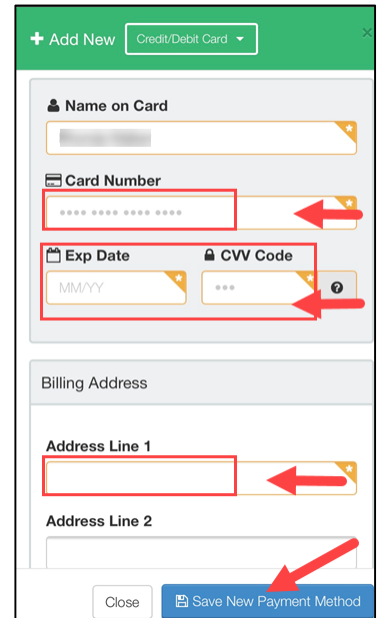 + Add New Credit/Debit Card
×
Name on Card
Card Number
•••• •••• •••• ••••
Exp Date CVV Code
MM/YY ••• ?
Billing Address
Address Line 1
Address Line 2
Close Save New Payment Method